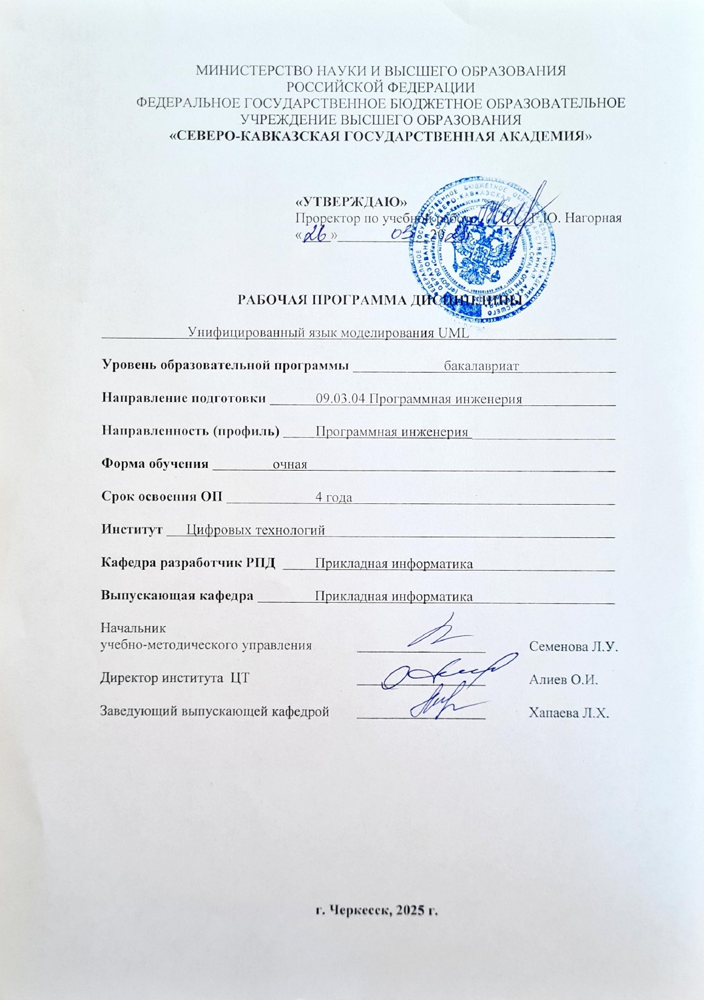 МИНИСТЕРСТВО НАУКИ И ВЫСШЕГО ОБРАЗОВАНИЯ
РОССИЙСКОЙ ФЕДЕРАЦИИ
ФЕДЕРАЛЬНОЕ ГОСУДАРСТВЕННОЕ БЮДЖЕТНОЕ ОБРАЗОВАТЕЛЬНОЕ
УЧРЕЖДЕНИЕ ВЫСШЕГО ОБРАЗОВАНИЯ
«СЕВЕРО-КАВКАЗСКАЯ ГОСУДАРСТВЕННАЯ АКАДЕМИЯ»
«УТВЕРЖДАЮ»
Проректор по учебной работе Г.Ю. Нагорная
«26» 03 2025
РАБОЧАЯ ПРОГРАММА ДИСЦИПЛИНЫ
Унифицированный язык моделирования UML
Уровень образовательной программы бакалавриат
Направление подготовки 09.03.04 Программная инженерия
Направленность (профиль) Программная инженерия
Форма обучения очная
Срок освоения ОП 4 года
Институт Цифровых технологий
Кафедра разработчик РПД Прикладная информатика
Выпускающая кафедра Прикладная информатика
Начальник
учебно-методического управления Семенова Л.У.
Директор института ЦТ Алиев О.И.
Заведующий выпускающей кафедрой Хапаева Л.Х.
г. Черкесск, 2025 г.